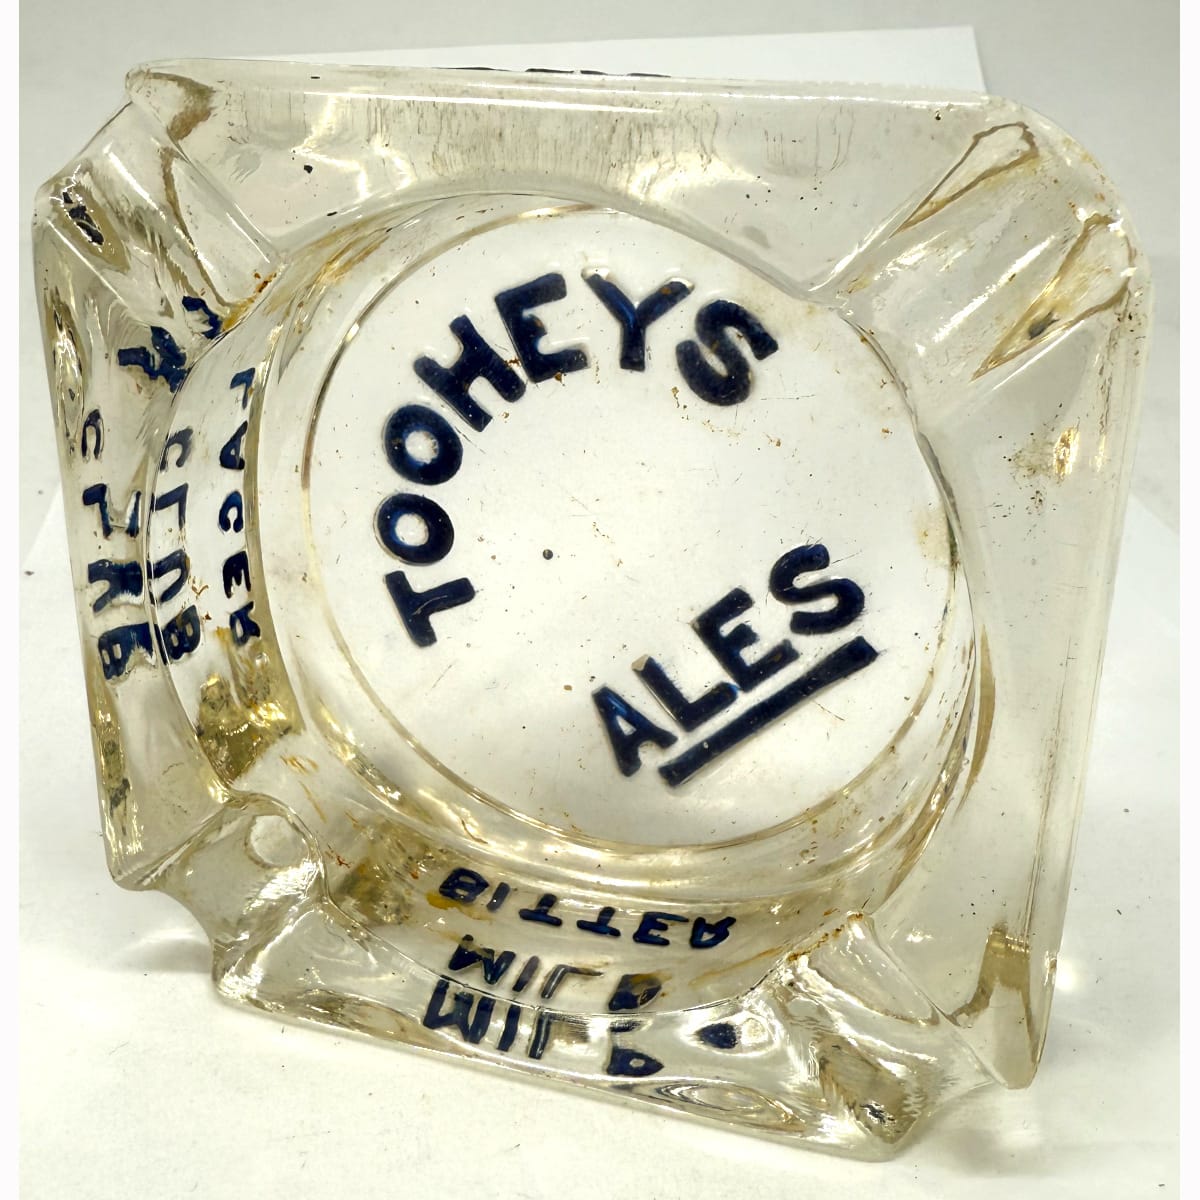 TOOHEYS
ALES
CLUB
LAGER
MILD
BITTER